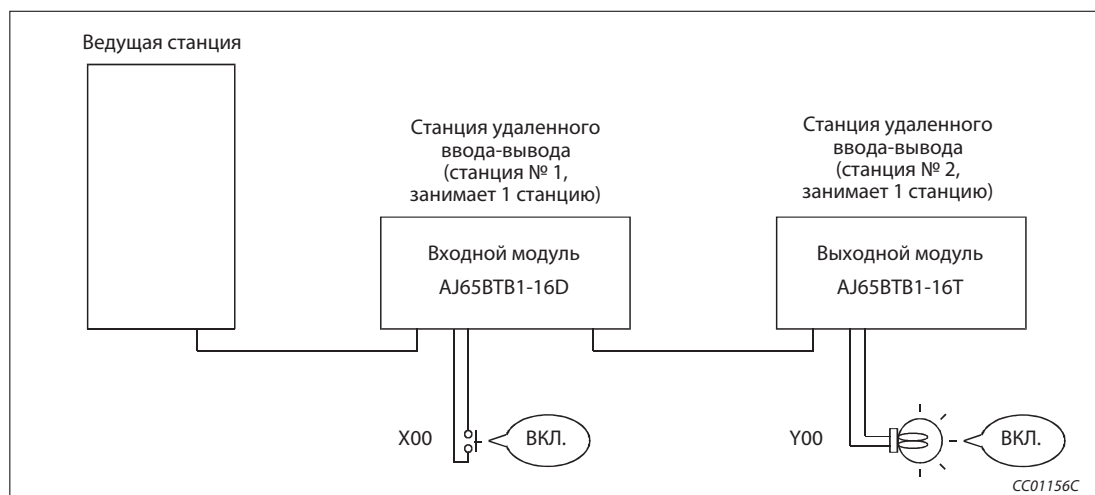 Ведущая станция
Станция удаленного
ввода-вывода
(станция № 1,
занимает 1 станцию)
Станция удаленного
ввода-вывода
(станция № 2,
занимает 1 станцию)
Входной модуль
AJ65BTB1-16D
Выходной модуль
AJ65BTB1-16T
X00
ВКЛ.
Y00
ВКЛ.
CC01156C